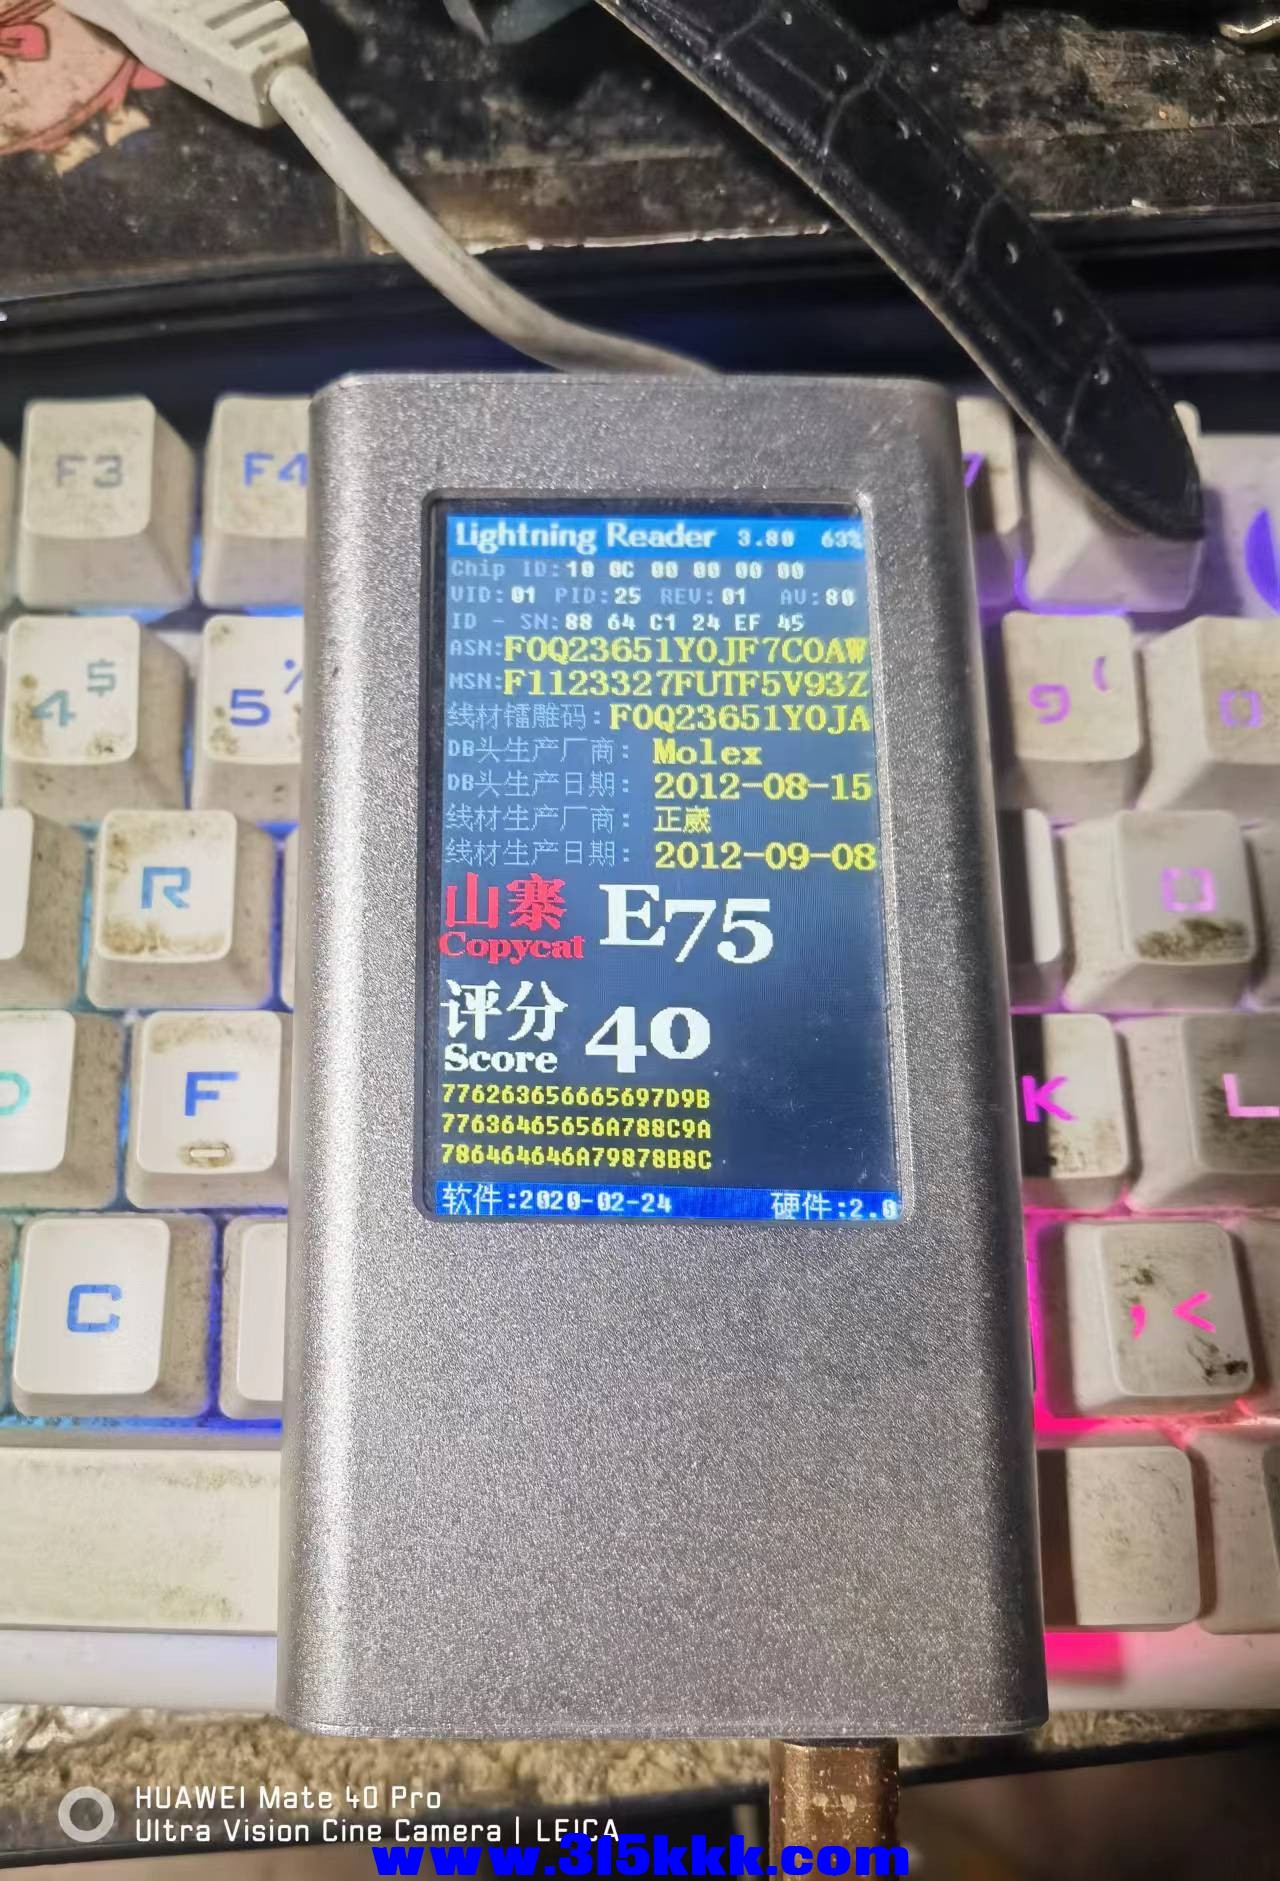 F3
F4
7
4 $
5 %
R
F
K
L
C
, <
Lightning Reader 3.80 63%
Chip ID:10 0C 00 00 00 00
VID:01 PID:25 REV:01 AV:80
ID - SN:88 64 C1 24 EF 45
ASN:F0Q23651Y0JF7C0AW
MSN:F1123327FUTF5V93Z
线材镭雕码:F0Q23651Y0JA
DB头生产厂商: Molex
DB头生产日期: 2012-08-15
线材生产厂商: 正崴
线材生产日期: 2012-09-08
山寨 E75
Copycat
评分 40
Score
776263656665697D9B
77636465656A788C9A
786464646A79878B8C
软件:2020-02-24 硬件:2.0
HUAWEI Mate 40 Pro
Ultra Vision Cine Camera | LEICA
www.3l5kkk.com